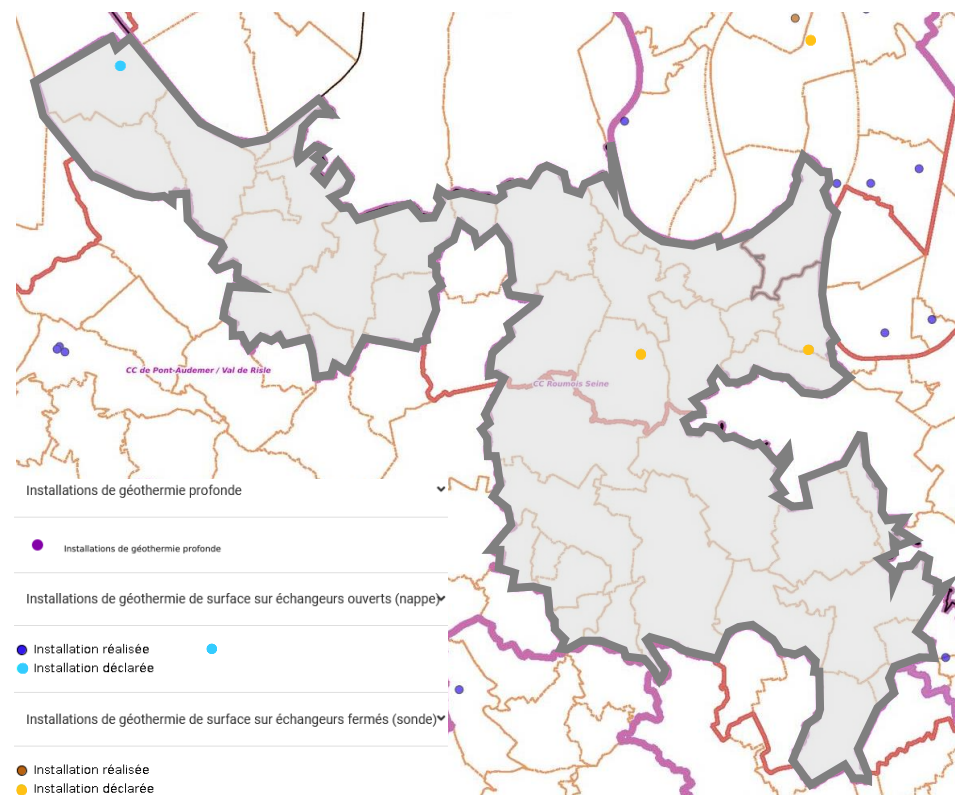 CC de Pont-Audemer / Val de Risle
CC Roumois Seine
Installations de géothermie profonde
Installations de géothermie profonde
Installations de géothermie de surface sur échangeurs ouverts (nappe)
Installation réalisée
Installation déclarée
Installations de géothermie de surface sur échangeurs fermés (sonde)
Installation réalisée
Installation déclarée